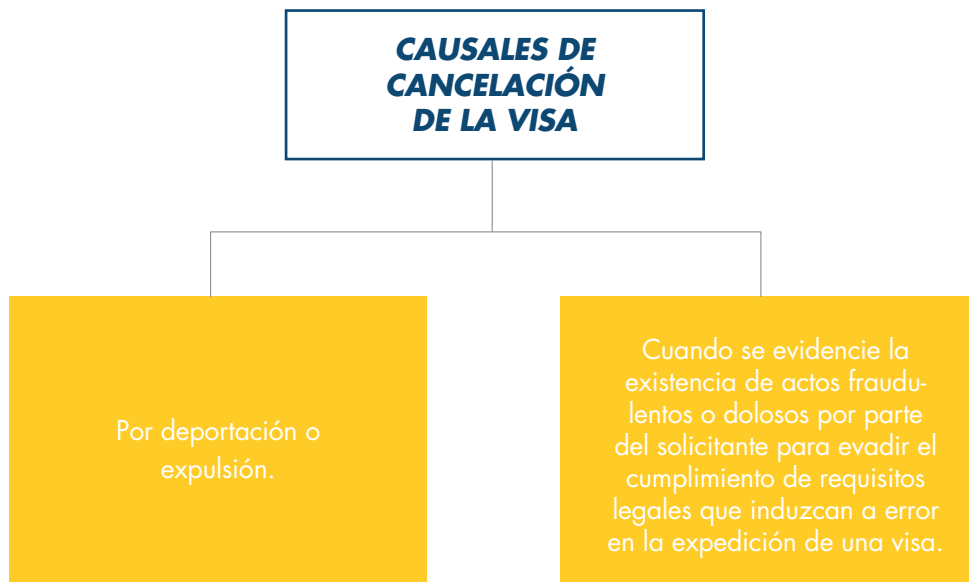 CAUSALES DE
CANCELACIÓN
DE LA VISA
Por deportación o
expulsión.
Cuando se evidencie la
existencia de actos fraudu-
lentos o dolosos por parte
del solicitante para evadir el
cumplimiento de requisitos
legales que induzcan a error
en la expedición de una visa.